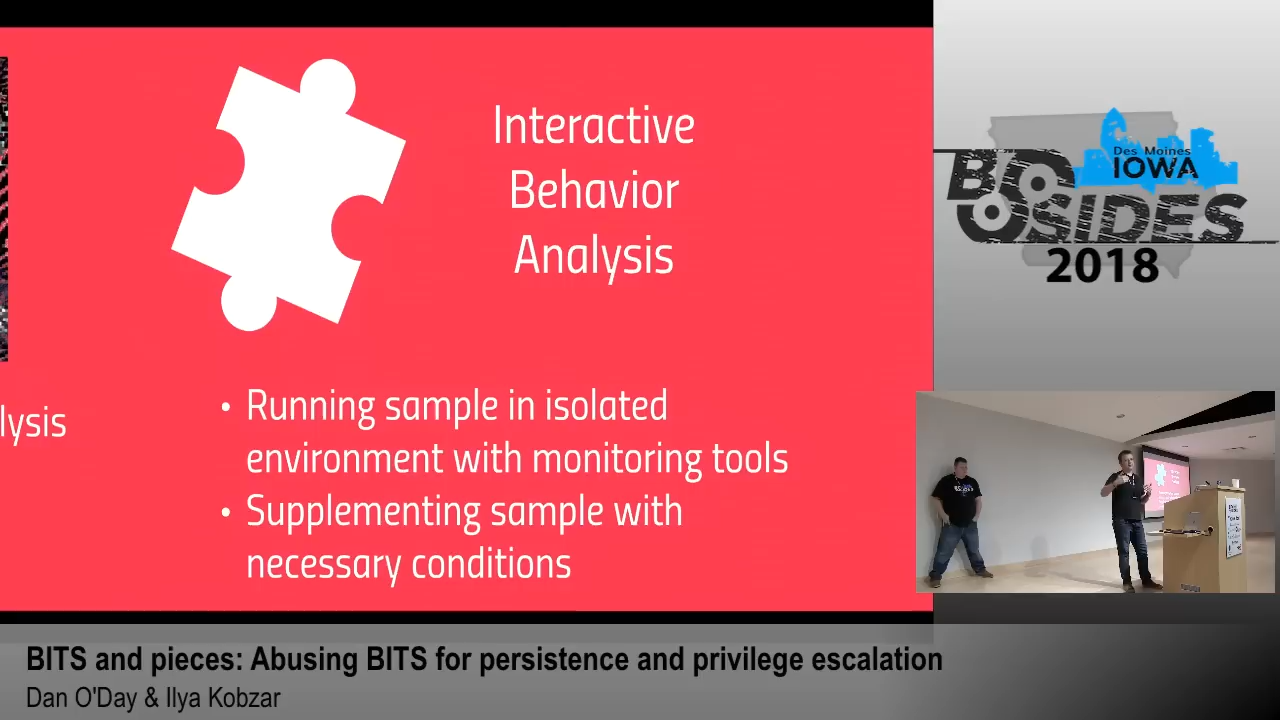 Interactive
Behavior
Analysis
lysis
• Running sample in isolated
environment with monitoring tools
• Supplementing sample with
necessary conditions
Des Moines
IOWA
BSIDES
2018
BITS and pieces: Abusing BITS for persistence and privilege escalation
Dan O'Day & Ilya Kobzar